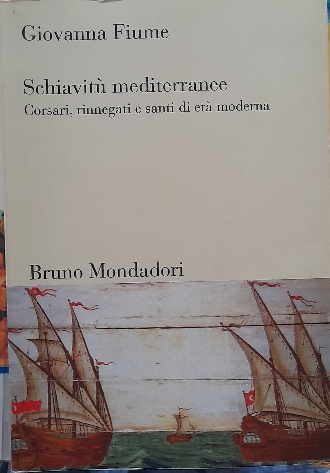 Giovanna Fiume
Schiavitù mediterranee
Corsari, rinnegati e santi di età moderna
Bruno Mondadori